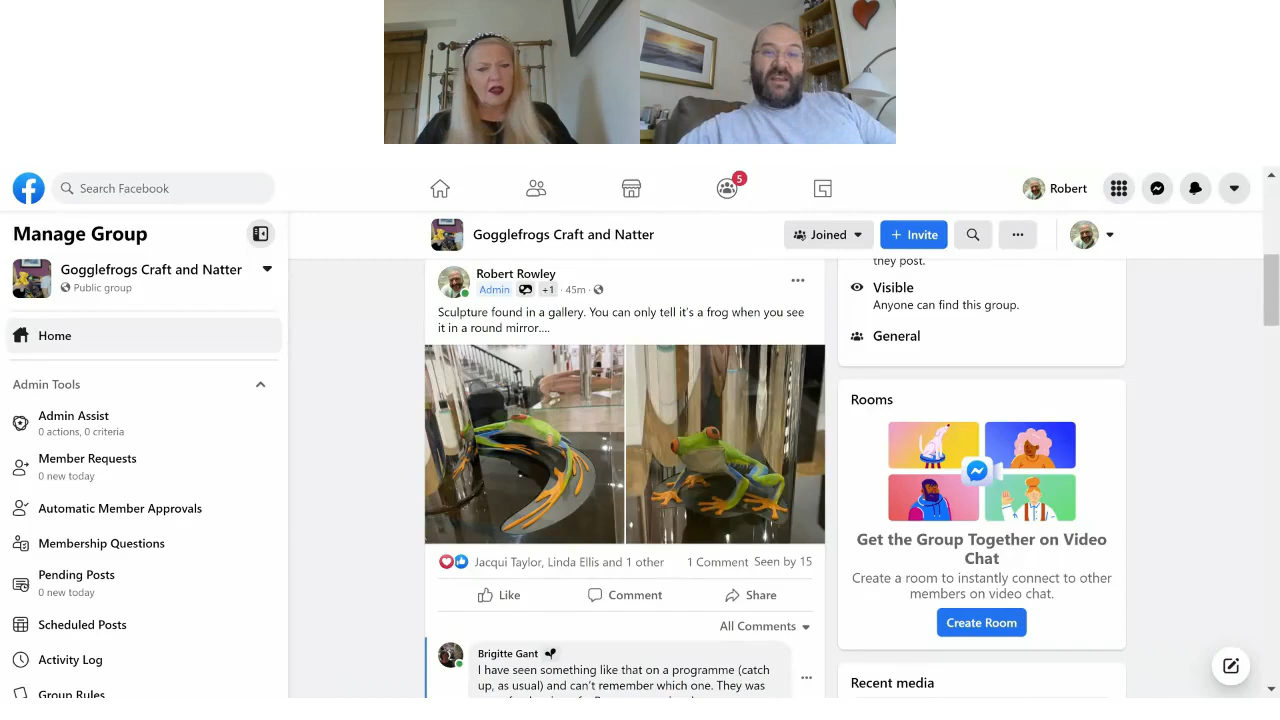 Search Facebook
5
Robert
Manage Group
Gogglefrogs Craft and Natter
Joined
+ Invite
Gogglefrogs Craft and Natter
Public group
Home
Admin Tools
Admin Assist
0 actions, 0 criteria
Member Requests
0 new today
Automatic Member Approvals
Membership Questions
Pending Posts
0 new today
Scheduled Posts
Activity Log
Group Rules
Robert Rowley
Admin +1 · 45m ·
Sculpture found in a gallery. You can only tell it's a frog when you see
it in a round mirror....
Jacqui Taylor, Linda Ellis and 1 other
1 Comment Seen by 15
Like
Comment
Share
All Comments
Brigitte Gant
I have seen something like that on a programme (catch
up, as usual) and can't remember which one. They was
they post.
Visible
Anyone can find this group.
General
Rooms
Get the Group Together on Video
Chat
Create a room to instantly connect to other
members on video chat.
Create Room
Recent media